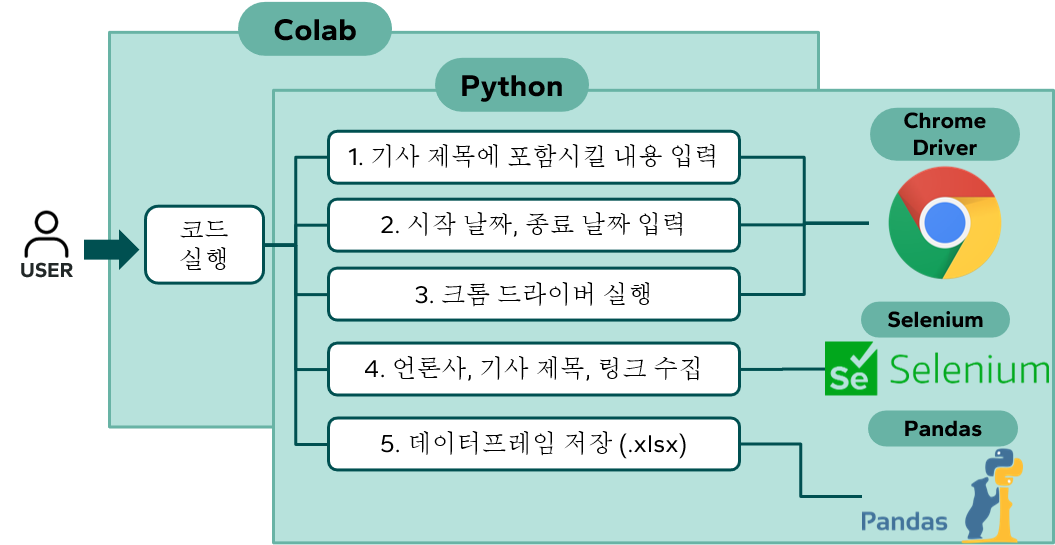 Colab
Python
Chrome
Driver
1. 기사 제목에 포함시킬 내용 입력
2. 시작 날짜, 종료 날짜 입력
코드
실행
USER
3. 크롬 드라이버 실행
Selenium
4. 언론사, 기사 제목, 링크 수집
Se
Selenium
Pandas
5. 데이터프레임 저장 (.xlsx)
Pandas